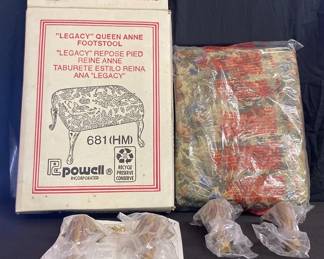 "LEGACY" QUEEN ANNE
FOOTSTOOL
"LEGACY" REPOSE PIED
REINE ANNE
TABURETE ESTILO REINA
ANA "LEGACY"
681(HM)
powell®
INCORPORATED
RECYCLE
PRESERVE
CONSERVE